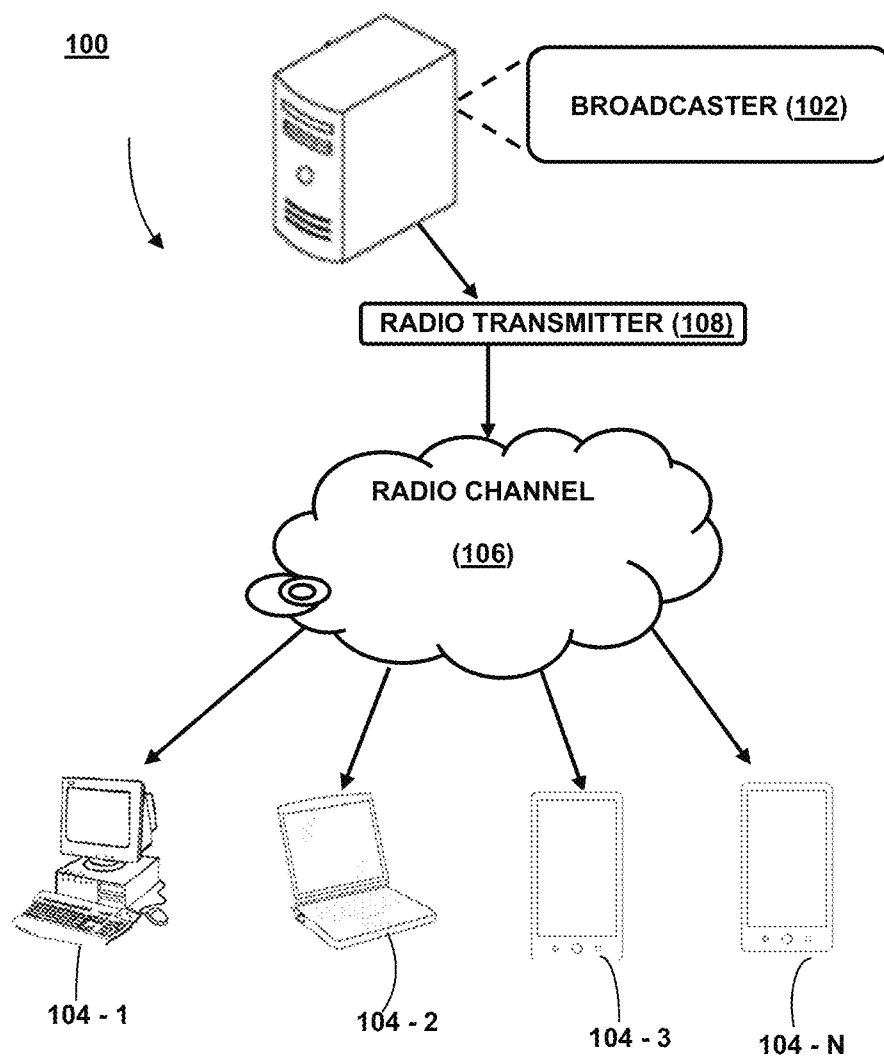 100
BROADCASTER (102)
RADIO TRANSMITTER (108)
RADIO CHANNEL
(106)
104 - 1
104 - 2
104 - 3
104 - N